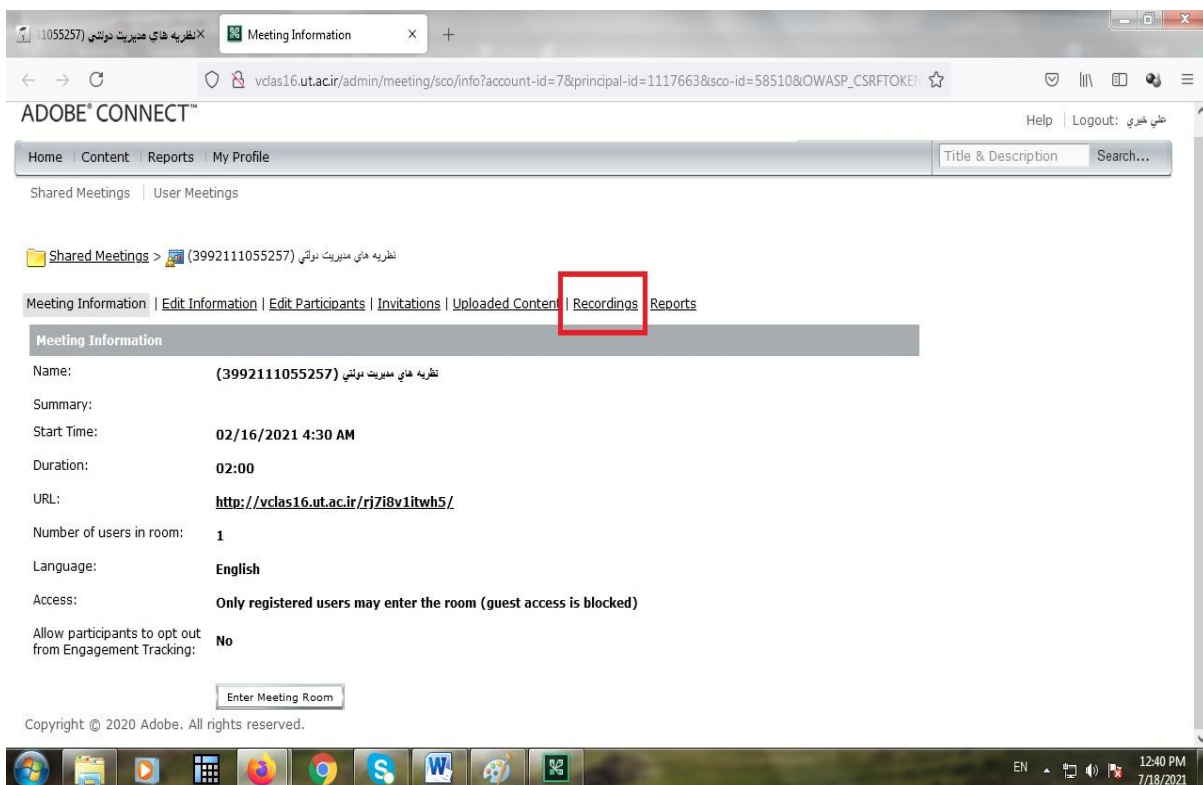 نظریه های مدیریت دولتی (1055257
Meeting Information
vclas16.ut.ac.ir/admin/meeting/sco/info?account-id=7&principal-id=1117663&sco-id=58510&OWASP_CSRFTOKEN
ADOBE® CONNECT™
Help | Logout: علي خيري
Home | Content | Reports | My Profile
Title & Description Search...
Shared Meetings | User Meetings
Shared Meetings > نظريه هاي مديريت دولتي (3992111055257)
Meeting Information | Edit Information | Edit Participants | Invitations | Uploaded Content | Recordings | Reports
Meeting Information
Name: نظريه هاي مديريت دولتي (3992111055257)
Summary:
Start Time: 02/16/2021 4:30 AM
Duration: 02:00
URL: http://vclas16.ut.ac.ir/rj7i8v1itwh5/
Number of users in room: 1
Language: English
Access: Only registered users may enter the room (guest access is blocked)
Allow participants to opt out
from Engagement Tracking: No
Enter Meeting Room
Copyright © 2020 Adobe. All rights reserved.
EN 12:40 PM
7/18/2021